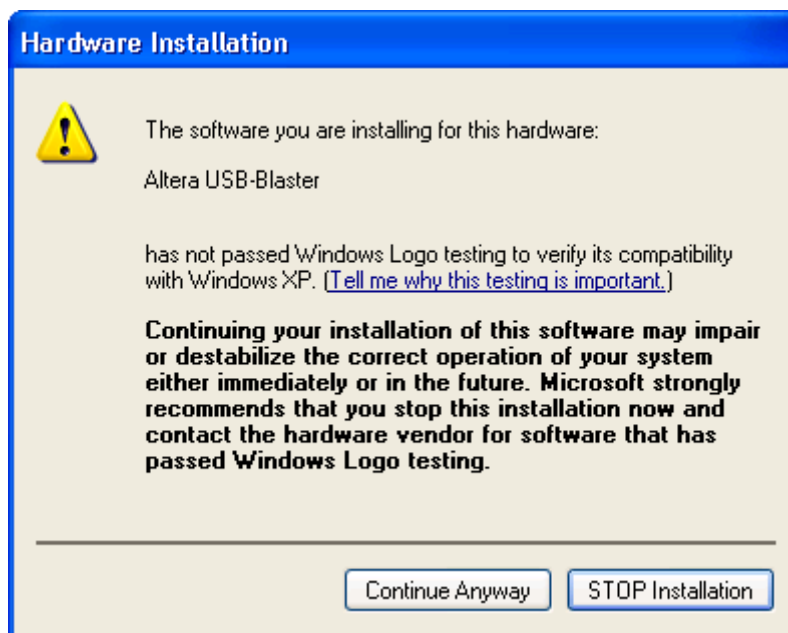 Hardware Installation
The software you are installing for this hardware:
Altera USB-Blaster
has not passed Windows Logo testing to verify its compatibility
with Windows XP. (Tell me why this testing is important.)
Continuing your installation of this software may impair
or destabilize the correct operation of your system
either immediately or in the future. Microsoft strongly
recommends that you stop this installation now and
contact the hardware vendor for software that has
passed Windows Logo testing.
Continue Anyway
STOP Installation